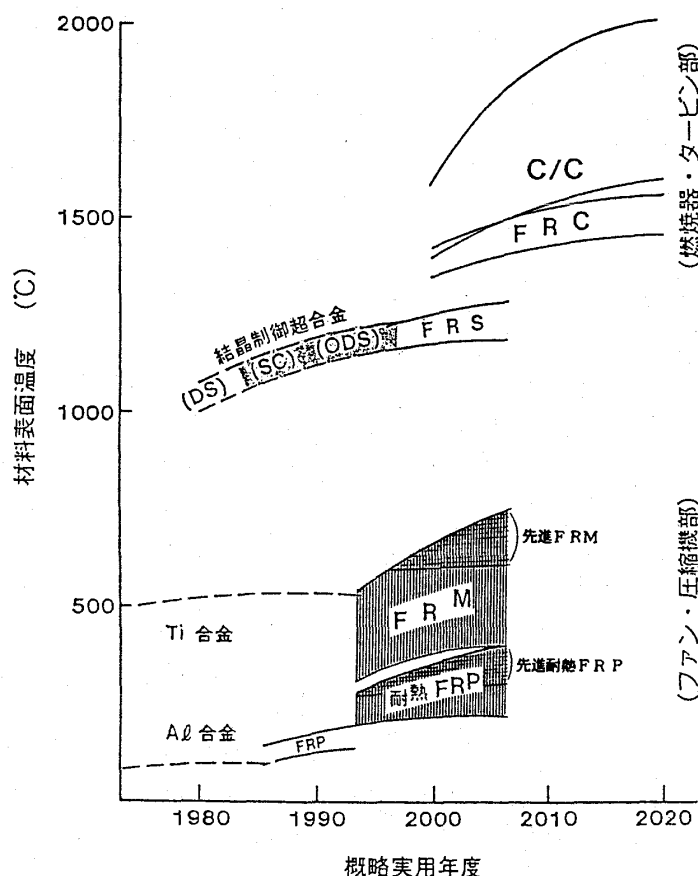 2000
1500
1000
500
材料表面温度 (℃)
C/C
FRC
結晶制御超合金
(DS)
(SC)
(ODS)
FRS
先進FRM
FRM
Ti 合金
先進耐熱FRP
耐熱FRP
Al 合金
FRP
1980
1990
2000
2010
2020
概略実用年度
(燃焼器・タービン部)
(ファン・圧縮機部)